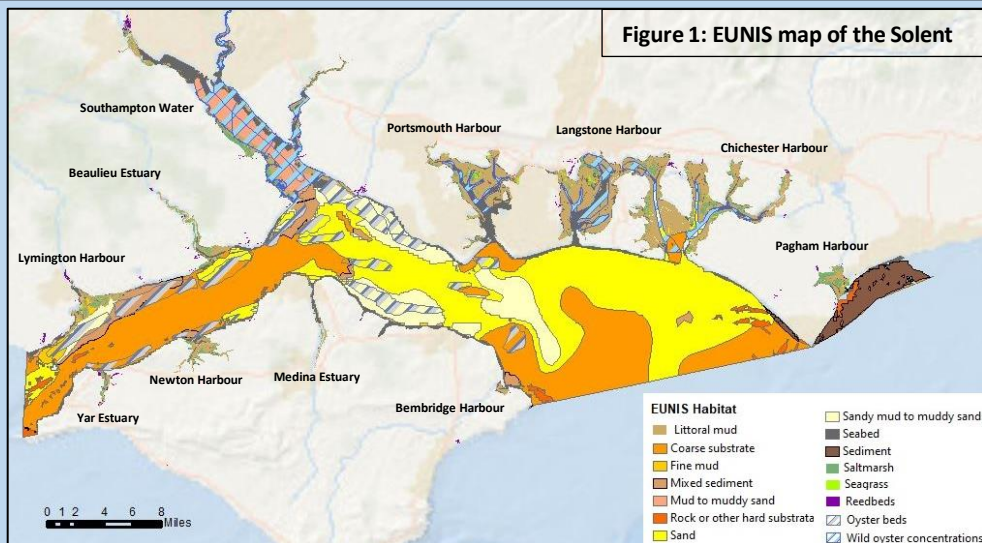 Figure 1: EUNIS map of the Solent
Southampton Water
Portsmouth Harbour
Langstone Harbour
Chichester Harbour
Beaulieu Estuary
Lymington Harbour
Pagham Harbour
Newton Harbour
Medina Estuary
Yar Estuary
Bembridge Harbour
EUNIS Habitat
Littoral mud
Coarse substrate
Fine mud
Mixed sediment
Mud to muddy sand
Rock or other hard substrata
Sand
Sandy mud to muddy sand
Seabed
Sediment
Saltmarsh
Seagrass
Reedbeds
Oyster beds
Wild oyster concentrations
0 1 2 4 6 8
Miles